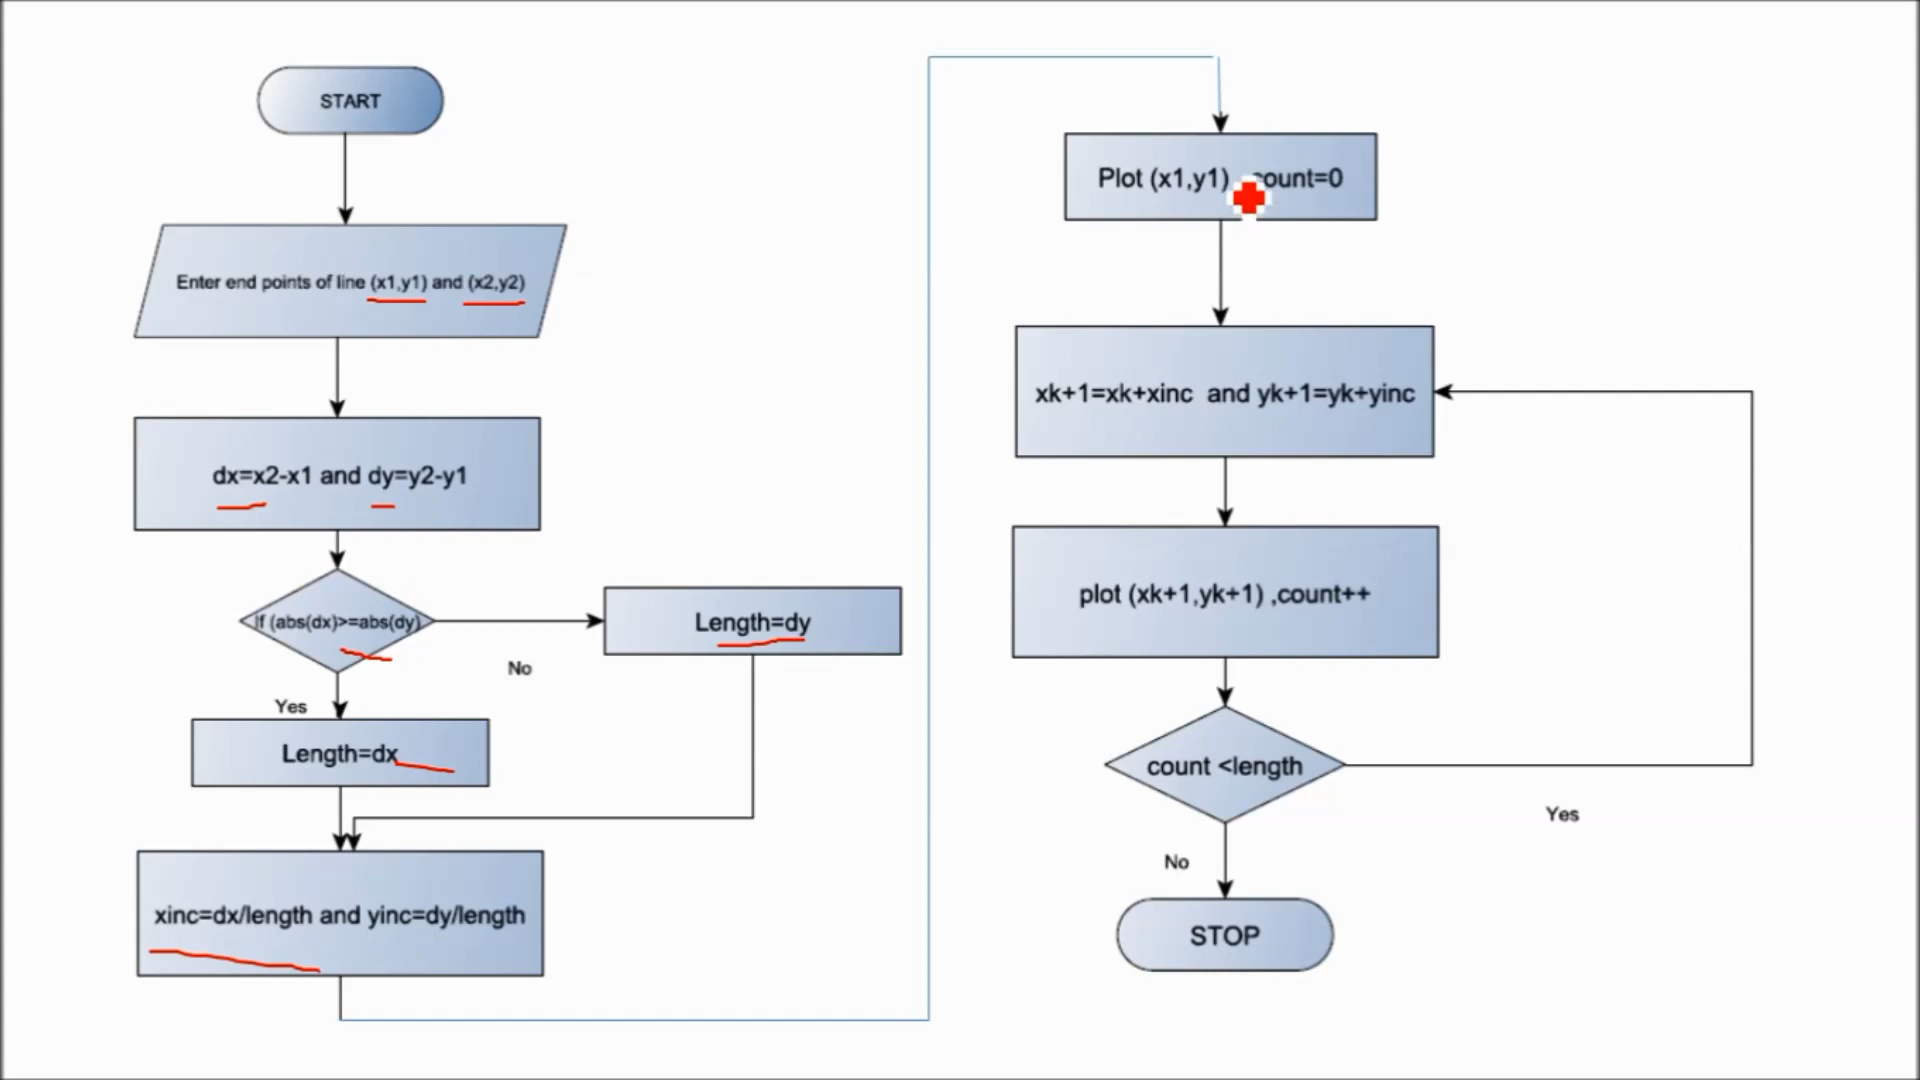 START
Enter end points of line (x1,y1) and (x2,y2)
dx=x2-x1 and dy=y2-y1
If (abs(dx)>=abs(dy)
No
Length=dy
Yes
Length=dx
xinc=dx/length and yinc=dy/length
Plot (x1,y1) count=0
xk+1=xk+xinc and yk+1=yk+yinc
plot (xk+1,yk+1) ,count++
count <length
Yes
No
STOP